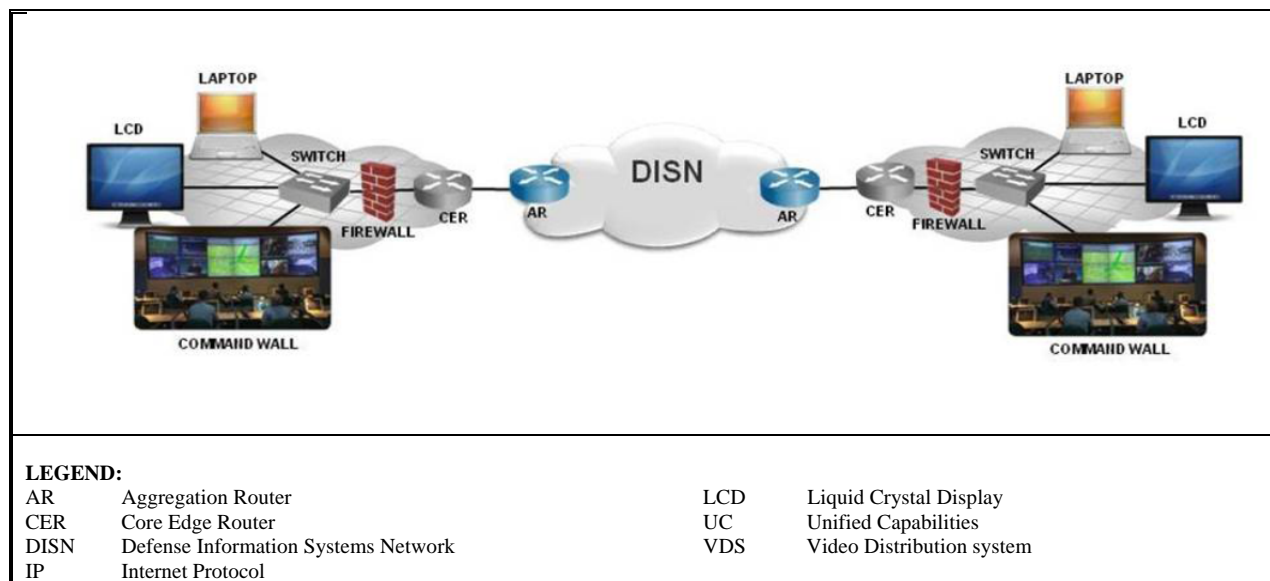 LAPTOP
LAPTOP
LCD
LCD
SWITCH
SWITCH
DISN
AR
AR
CER
CER
FIREWALL
FIREWALL
COMMAND WALL
COMMAND WALL
LEGEND:
AR Aggregation Router
CER Core Edge Router
DISN Defense Information Systems Network
IP Internet Protocol
LCD Liquid Crystal Display
UC Unified Capabilities
VDS Video Distribution system